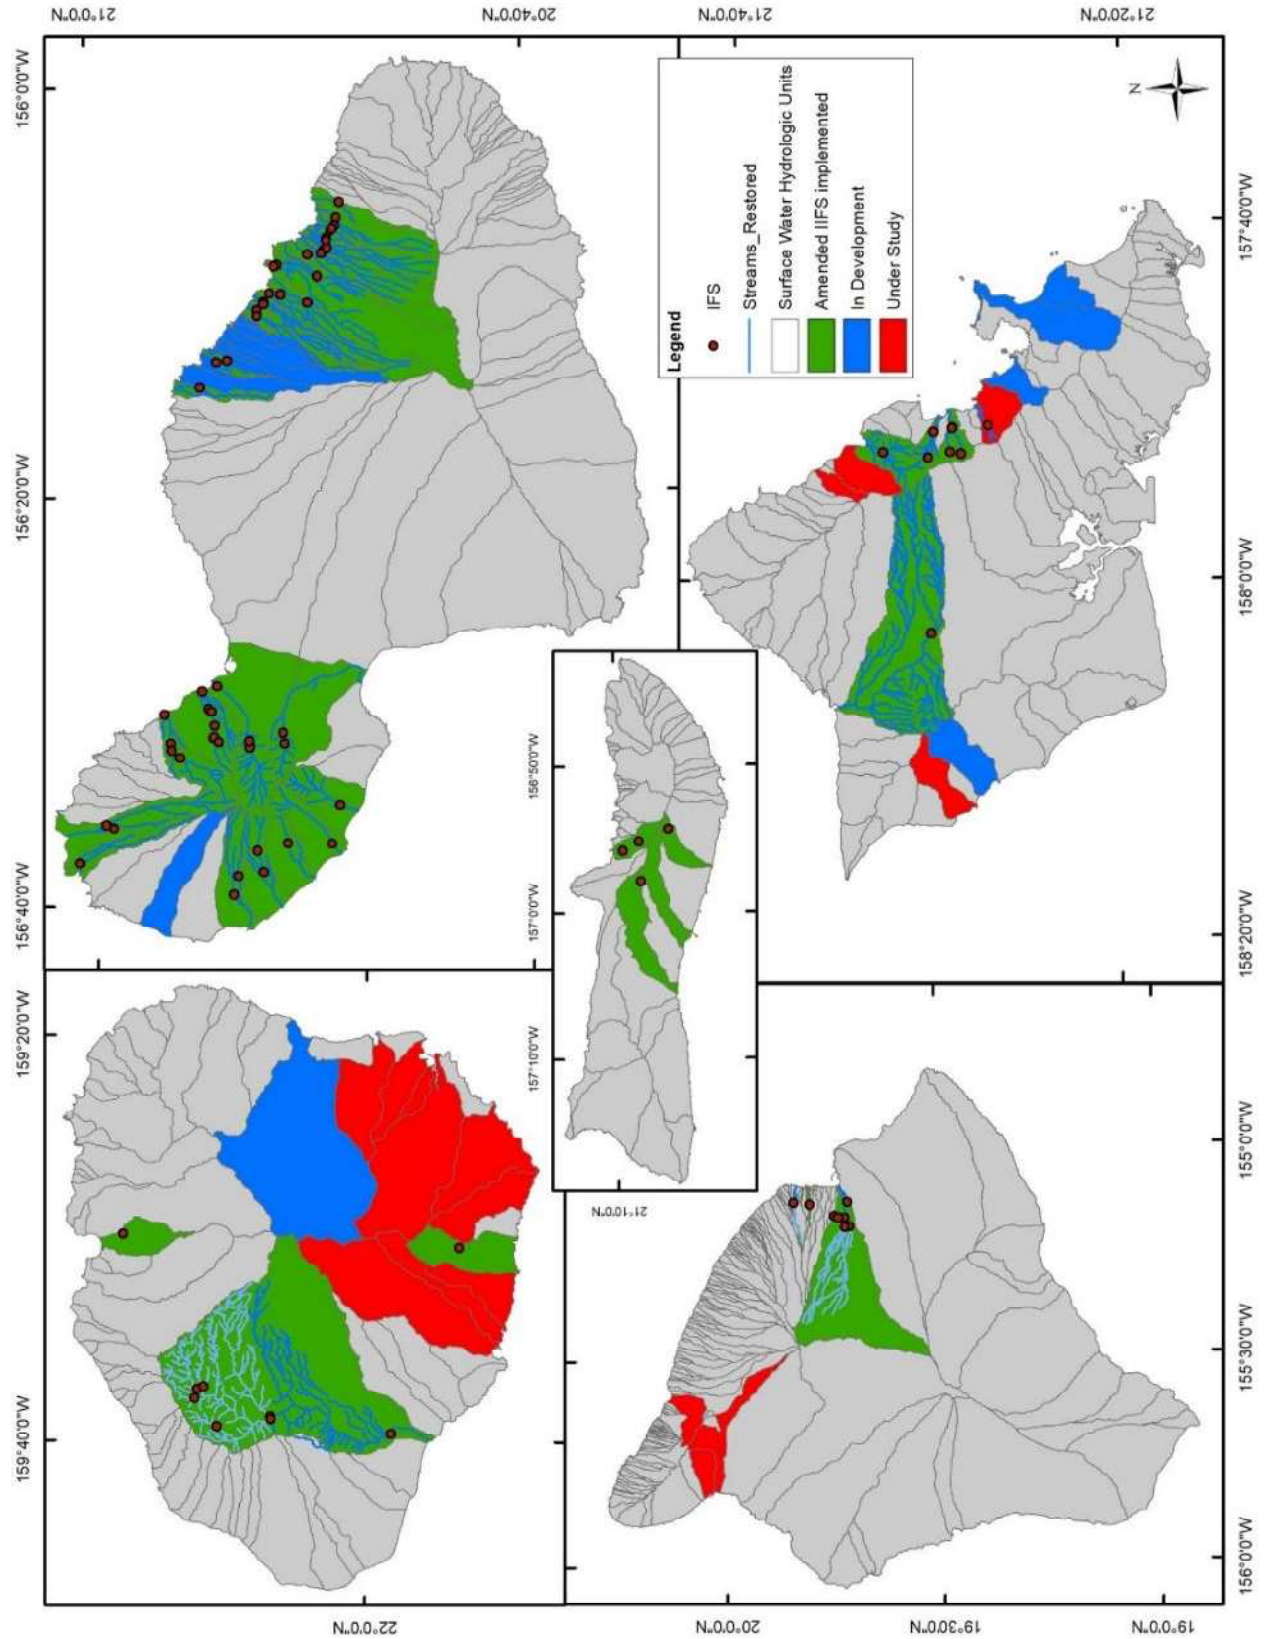 159°40'0"W
159°20'0"W
156°40'0"W
156°20'0"W
156°0'0"W
22°0'0"N
21°0'0"N
20°40'0"N
157°10'0"W
157°0'0"W
156°50'0"W
21°10'0"N
21°40'0"N
21°20'0"N
20°0'0"N
19°30'0"N
19°0'0"N
156°0'0"W
155°30'0"W
155°0'0"W
158°20'0"W
158°0'0"W
157°40'0"W
Legend
IFS
Streams_Restored
Surface Water Hydrologic Units
Amended IIFS implemented
In Development
Under Study
N